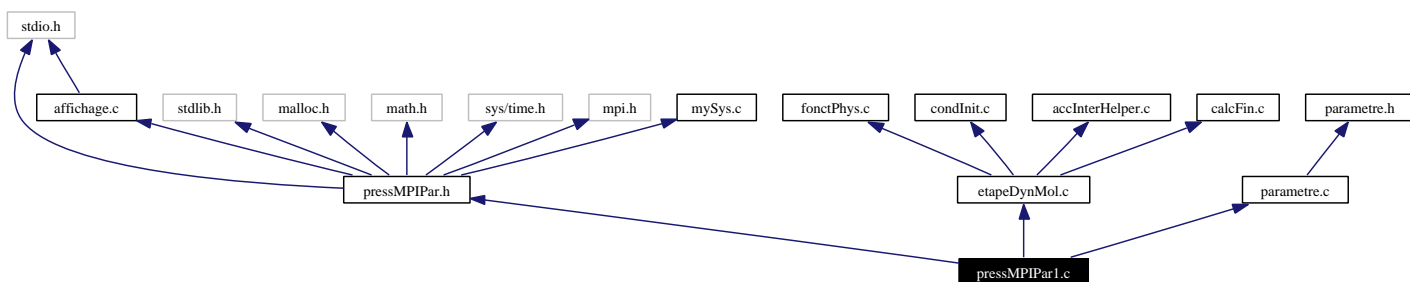 stdio.h
affichage.c
stdlib.h
malloc.h
math.h
sys/time.h
mpi.h
mySys.c
fonctPhys.c
condInit.c
accInterHelper.c
calcFin.c
parametre.h
pressMPIPar.h
etapeDynMol.c
parametre.c
pressMPIPar1.c